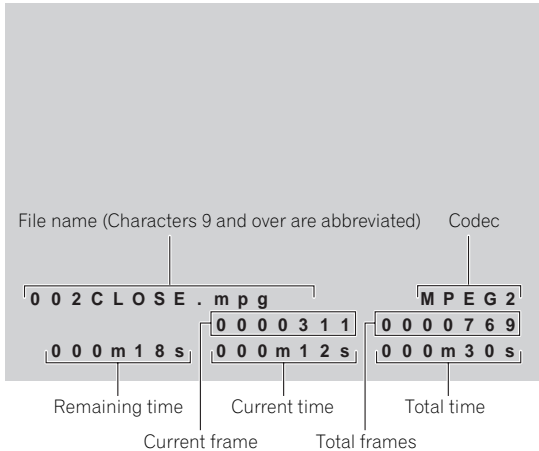 File name (Characters 9 and over are abbreviated) Codec
002CLOSE.mpg MPEG2
0000311 0000769
000m18s 000m12s 000m30s
Remaining time Current time Total time
Current frame Total frames